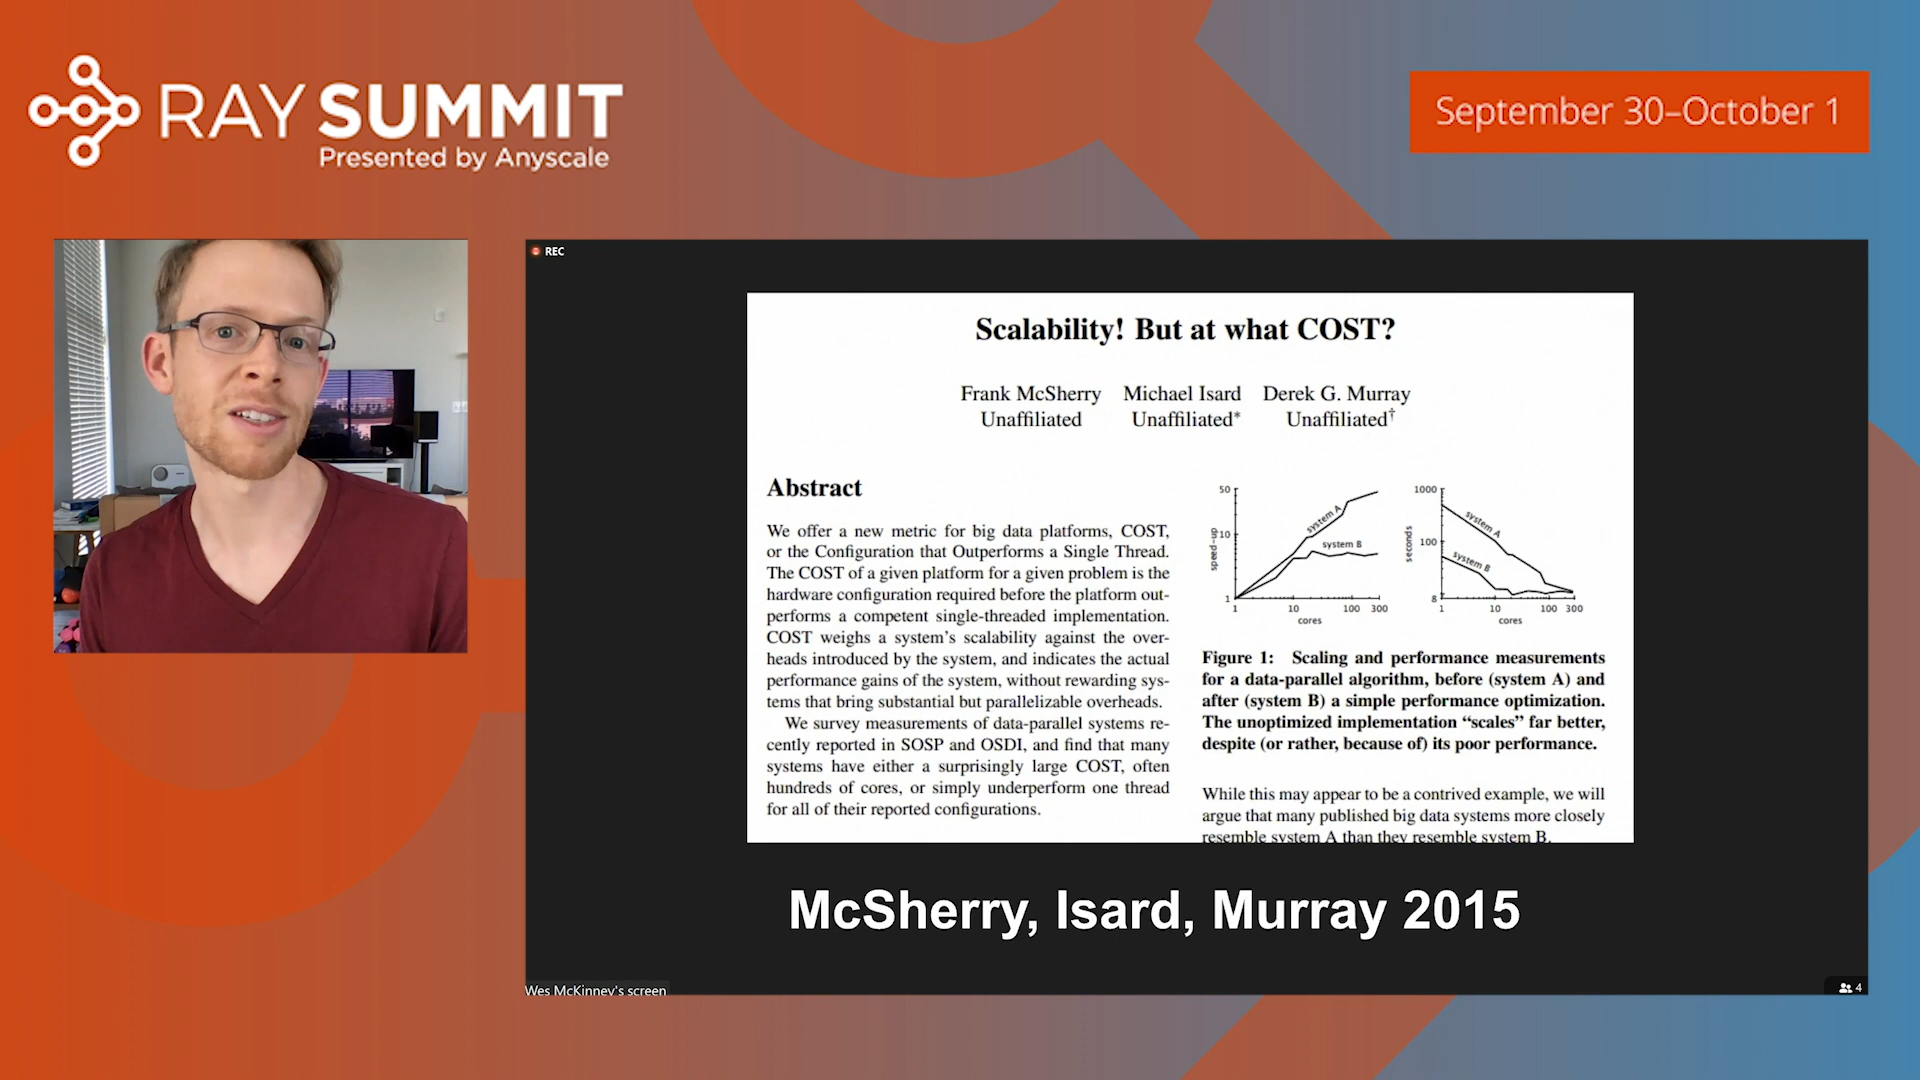 RAY SUMMIT
Presented by Anyscale
September 30–October 1
REC
Scalability! But at what COST?
Frank McSherry Michael Isard Derek G. Murray
Unaffiliated Unaffiliated* Unaffiliated†
Abstract
We offer a new metric for big data platforms, COST,
or the Configuration that Outperforms a Single Thread.
The COST of a given platform for a given problem is the
hardware configuration required before the platform out-
performs a competent single-threaded implementation.
COST weighs a system's scalability against the over-
heads introduced by the system, and indicates the actual
performance gains of the system, without rewarding sys-
tems that bring substantial but parallelizable overheads.
We survey measurements of data-parallel systems re-
cently reported in SOSP and OSDI, and find that many
systems have either a surprisingly large COST, often
hundreds of cores, or simply underperform one thread
for all of their reported configurations.
50
10
1
speed-up
system A
system B
1 10 100 300
cores
1000
100
8
seconds
system A
system B
1 10 100 300
cores
Figure 1: Scaling and performance measurements
for a data-parallel algorithm, before (system A) and
after (system B) a simple performance optimization.
The unoptimized implementation “scales” far better,
despite (or rather, because of) its poor performance.
While this may appear to be a contrived example, we will
argue that many published big data systems more closely
resemble system A than they resemble system B.
McSherry, Isard, Murray 2015
Wes McKinney's screen
4